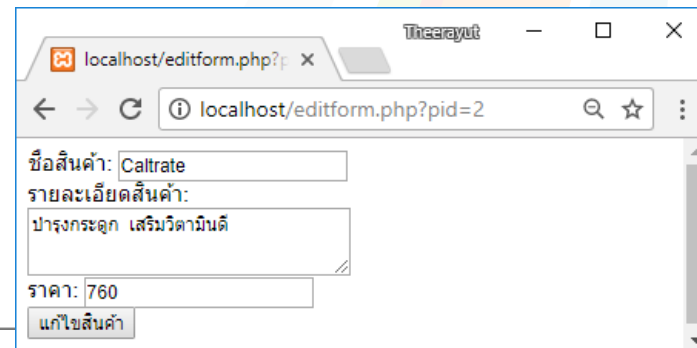 Theerayut
localhost/editform.php?p
localhost/editform.php?pid=2
ชื่อสินค้า: Caltrate
รายละเอียดสินค้า:
บำรุงกระดูก เสริมวิตามินดี
ราคา: 760
แก้ไขสินค้า